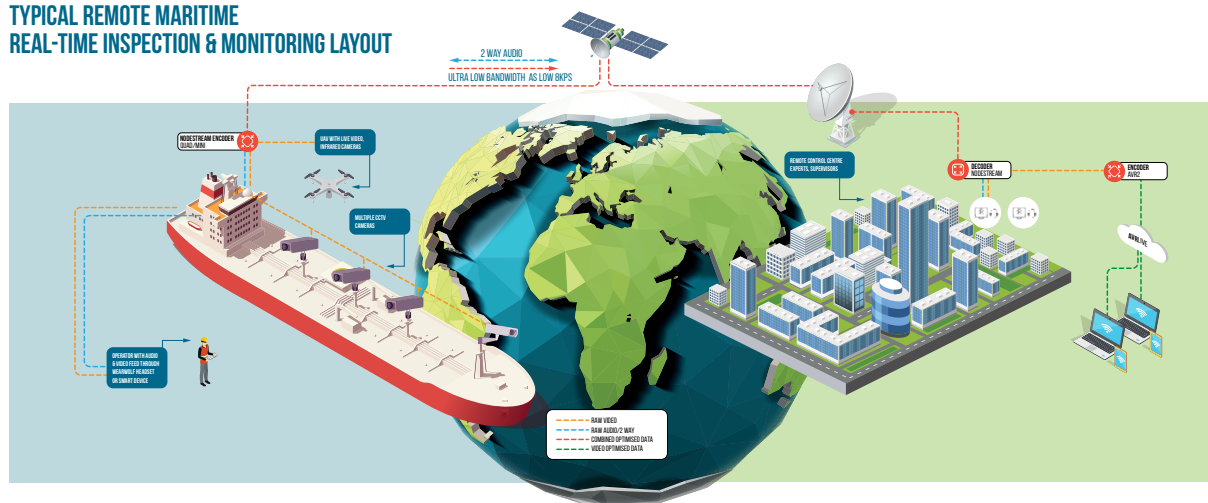 TYPICAL REMOTE MARITIME
REAL-TIME INSPECTION & MONITORING LAYOUT
2 WAY AUDIO
ULTRA LOW BANDWIDTH AS LOW 8KPS
NODESTREAM ENCODER
QUAD/MINI
UAV WITH LIVE VIDEO,
INFRARED CAMERAS
MULTIPLE CCTV
CAMERAS
OPERATOR WITH AUDIO
& VIDEO FEED THROUGH
WEARWOLF HEADSET
OR SMART DEVICE
REMOTE CONTROL CENTRE
EXPERTS, SUPERVISORS
DECODER
NODESTREAM
ENCODER
AVR2
AVRLIVE
RAW VIDEO
RAW AUDIO/2 WAY
COMBINED OPTIMISED DATA
VIDEO OPTIMISED DATA